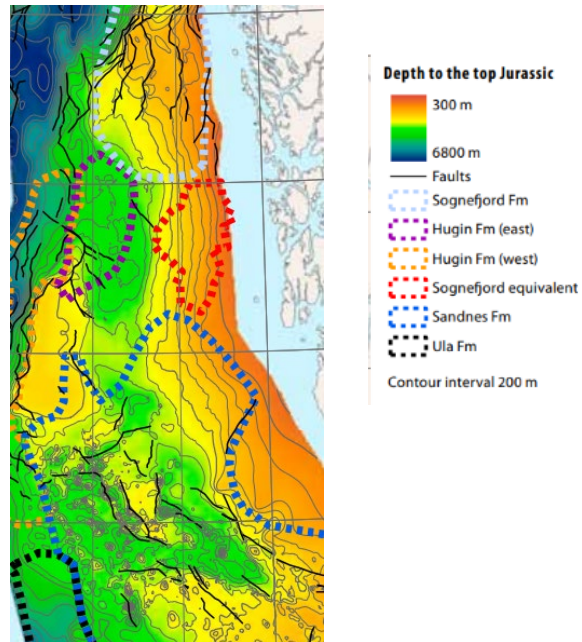 Depth to the top Jurassic
300 m
6800 m
Faults
Sognefjord Fm
Hugin Fm (east)
Hugin Fm (west)
Sognefjord equivalent
Sandnes Fm
Ula Fm
Contour interval 200 m